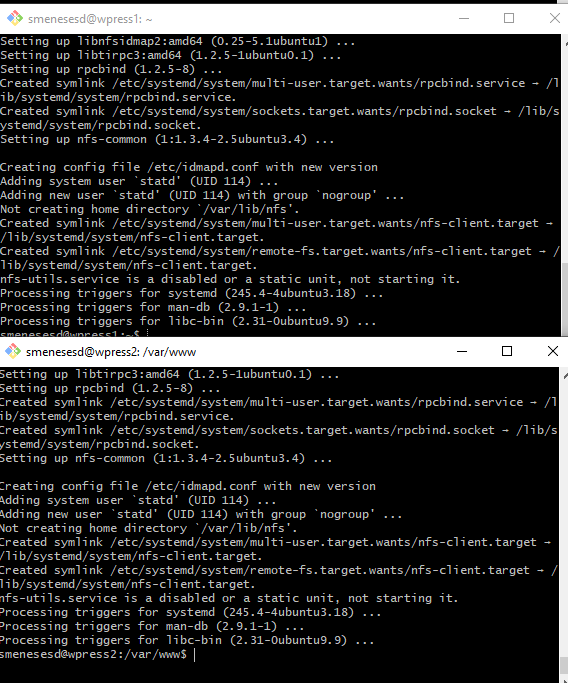 smenesesd@wpress1: ~
Setting up libnfsidmap2:amd64 (0.25-5.1ubuntu1) ...
Setting up libtirpc3:amd64 (1.2.5-1ubuntu0.1) ...
Setting up rpcbind (1.2.5-8) ...
Created symlink /etc/systemd/system/multi-user.target.wants/rpcbind.service → /l
ib/systemd/system/rpcbind.service.
Created symlink /etc/systemd/system/sockets.target.wants/rpcbind.socket → /lib/s
ystemd/system/rpcbind.socket.
Setting up nfs-common (1:1.3.4-2.5ubuntu3.4) ...
Creating config file /etc/idmapd.conf with new version
Adding system user `statd' (UID 114) ...
Adding new user `statd' (UID 114) with group `nogroup' ...
Not creating home directory `/var/lib/nfs'.
Created symlink /etc/systemd/system/multi-user.target.wants/nfs-client.target →
/lib/systemd/system/nfs-client.target.
Created symlink /etc/systemd/system/remote-fs.target.wants/nfs-client.target → /
lib/systemd/system/nfs-client.target.
nfs-utils.service is a disabled or a static unit, not starting it.
Processing triggers for systemd (245.4-4ubuntu3.18) ...
Processing triggers for man-db (2.9.1-1) ...
Processing triggers for libc-bin (2.31-0ubuntu9.9) ...
smenesesd@wpress1:~$
smenesesd@wpress2: /var/www
Setting up libtirpc3:amd64 (1.2.5-1ubuntu0.1) ...
Setting up rpcbind (1.2.5-8) ...
Created symlink /etc/systemd/system/multi-user.target.wants/rpcbind.service → /l
ib/systemd/system/rpcbind.service.
Created symlink /etc/systemd/system/sockets.target.wants/rpcbind.socket → /lib/s
ystemd/system/rpcbind.socket.
Setting up nfs-common (1:1.3.4-2.5ubuntu3.4) ...
Creating config file /etc/idmapd.conf with new version
Adding system user `statd' (UID 114) ...
Adding new user `statd' (UID 114) with group `nogroup' ...
Not creating home directory `/var/lib/nfs'.
Created symlink /etc/systemd/system/multi-user.target.wants/nfs-client.target →
/lib/systemd/system/nfs-client.target.
Created symlink /etc/systemd/system/remote-fs.target.wants/nfs-client.target → /
lib/systemd/system/nfs-client.target.
nfs-utils.service is a disabled or a static unit, not starting it.
Processing triggers for systemd (245.4-4ubuntu3.18) ...
Processing triggers for man-db (2.9.1-1) ...
Processing triggers for libc-bin (2.31-0ubuntu9.9) ...
smenesesd@wpress2:/var/www$